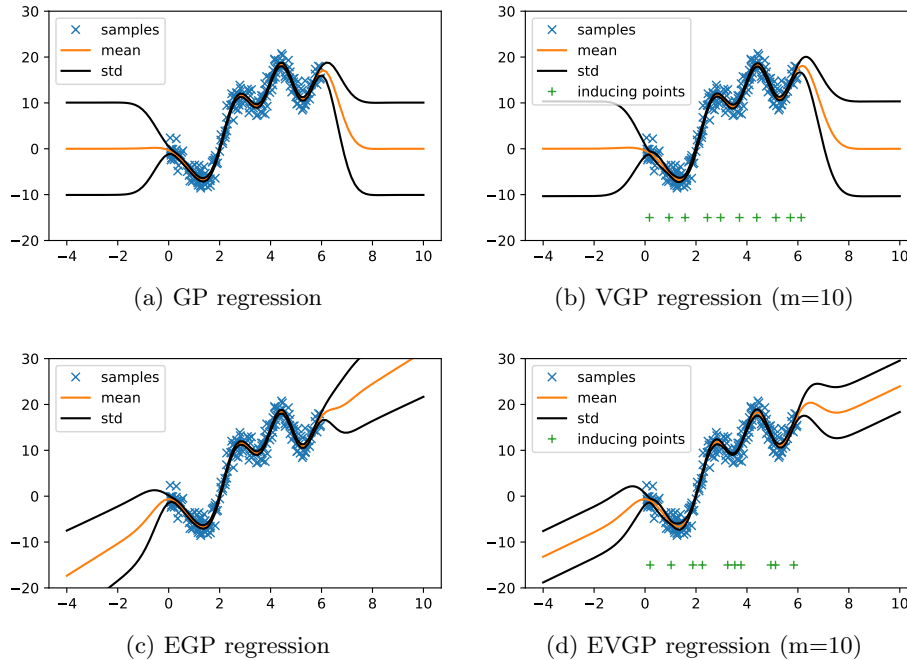 30
20
10
0
−10
−20
samples
mean
std
−4 −2 0 2 4 6 8 10
(a) GP regression
30
20
10
0
−10
−20
samples
mean
std
inducing points
−4 −2 0 2 4 6 8 10
(b) VGP regression (m=10)
30
20
10
0
−10
−20
samples
mean
std
−4 −2 0 2 4 6 8 10
(c) EGP regression
30
20
10
0
−10
−20
samples
mean
std
inducing points
−4 −2 0 2 4 6 8 10
(d) EVGP regression (m=10)